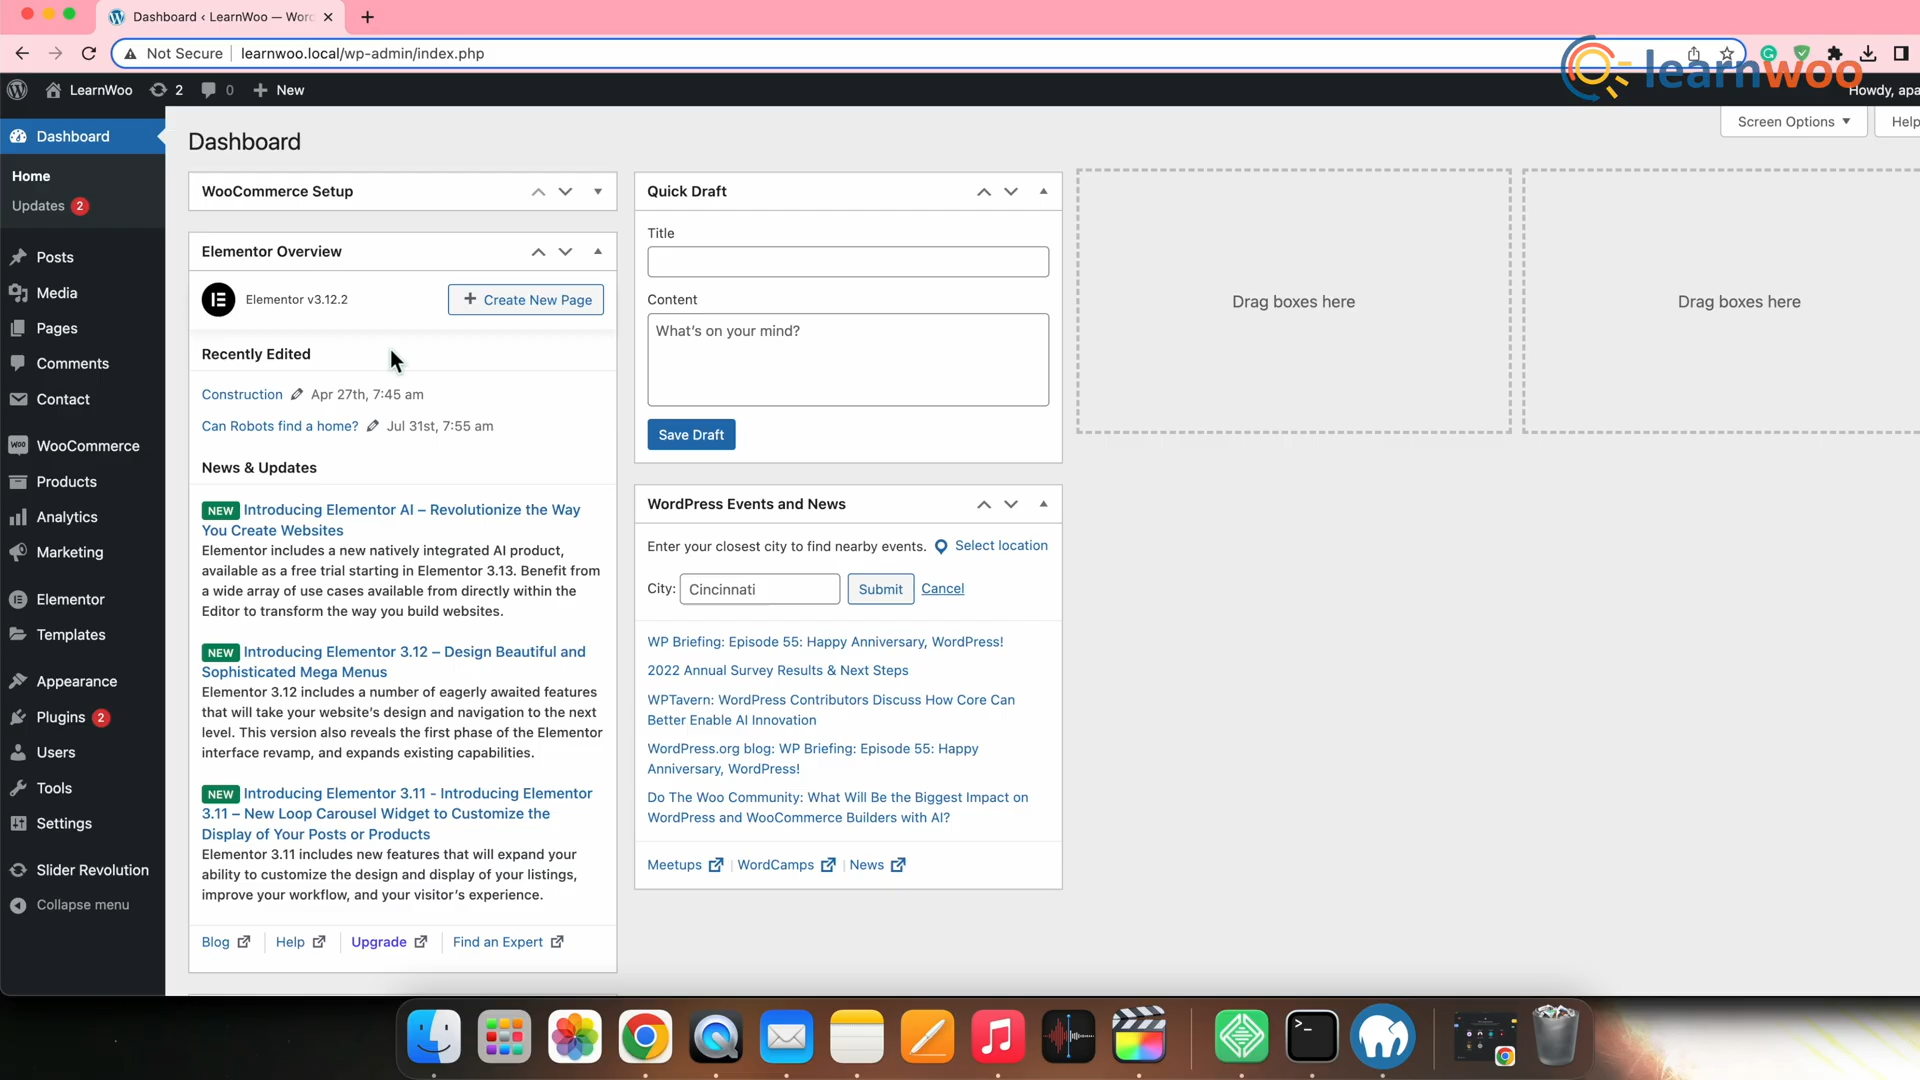 Dashboard ‹ LearnWoo — Wor
Not Secure
learnwoo.local/wp-admin/index.php
learnwoo
LearnWoo
2
0
New
Howdy, apa
Dashboard
Home
Updates 2
Posts
Media
Pages
Comments
Contact
WooCommerce
Products
Analytics
Marketing
Elementor
Templates
Appearance
Plugins 2
Users
Tools
Settings
Slider Revolution
Collapse menu
Dashboard
Screen Options
Help
WooCommerce Setup
Elementor Overview
Elementor v3.12.2
Create New Page
Recently Edited
Construction Apr 27th, 7:45 am
Can Robots find a home? Jul 31st, 7:55 am
News & Updates
NEW Introducing Elementor AI – Revolutionize the Way
You Create Websites
Elementor includes a new natively integrated AI product,
available as a free trial starting in Elementor 3.13. Benefit from
a wide array of use cases available from directly within the
Editor to transform the way you build websites.
NEW Introducing Elementor 3.12 – Design Beautiful and
Sophisticated Mega Menus
Elementor 3.12 includes a number of eagerly awaited features
that will take your website's design and navigation to the next
level. This version also reveals the first phase of the Elementor
interface revamp, and expands existing capabilities.
NEW Introducing Elementor 3.11 - Introducing Elementor
3.11 – New Loop Carousel Widget to Customize the
Display of Your Posts or Products
Elementor 3.11 includes new features that will expand your
ability to customize the design and display of your listings,
improve your workflow, and your visitor's experience.
Blog
Help
Upgrade
Find an Expert
Quick Draft
Title
Content
What's on your mind?
Save Draft
WordPress Events and News
Enter your closest city to find nearby events. Select location
City: Cincinnati Submit Cancel
WP Briefing: Episode 55: Happy Anniversary, WordPress!
2022 Annual Survey Results & Next Steps
WPTavern: WordPress Contributors Discuss How Core Can
Better Enable AI Innovation
WordPress.org blog: WP Briefing: Episode 55: Happy
Anniversary, WordPress!
Do The Woo Community: What Will Be the Biggest Impact on
WordPress and WooCommerce Builders with AI?
Meetups
WordCamps
News
Drag boxes here
Drag boxes here